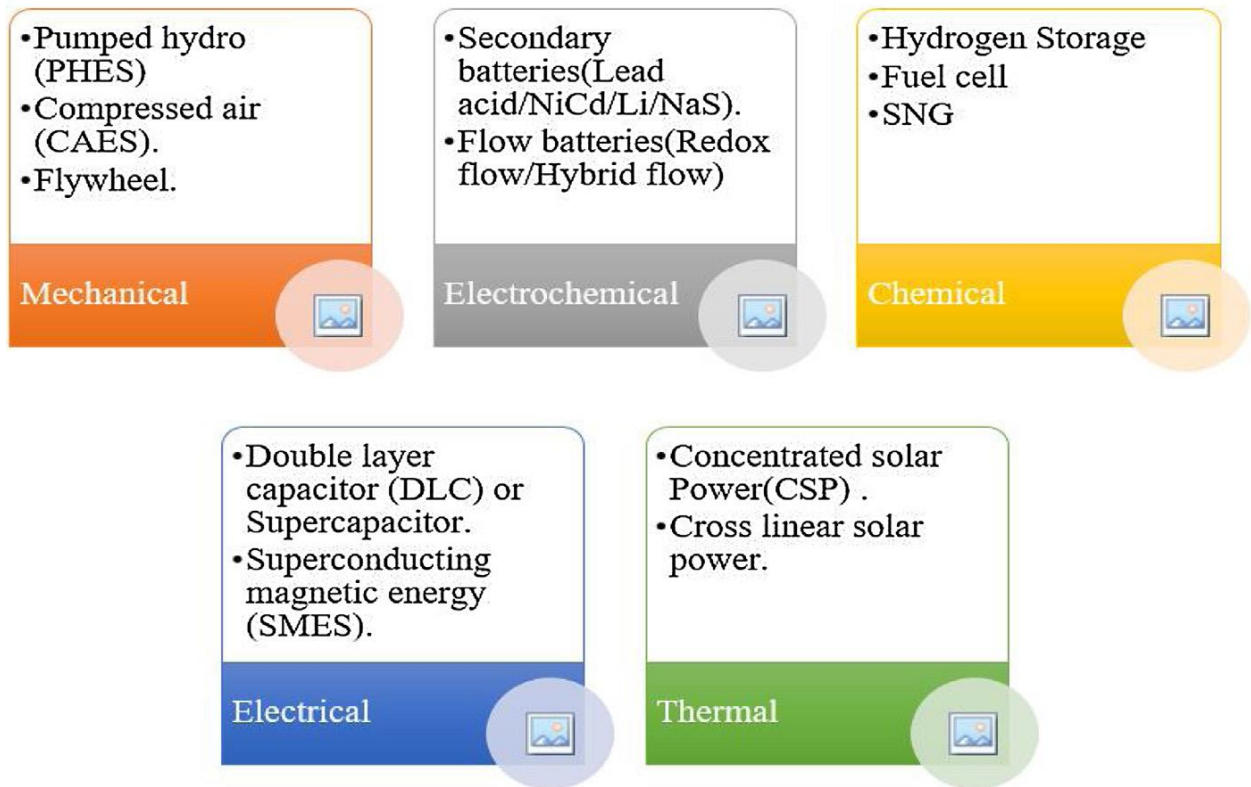 •Pumped hydro
(PHES)
•Compressed air
(CAES).
•Flywheel.
Mechanical
•Secondary
batteries(Lead
acid/NiCd/Li/NaS).
•Flow batteries(Redox
flow/Hybrid flow)
Electrochemical
•Hydrogen Storage
•Fuel cell
•SNG
Chemical
•Double layer
capacitor (DLC) or
Supercapacitor.
•Superconducting
magnetic energy
(SMES).
Electrical
•Concentrated solar
Power(CSP) .
•Cross linear solar
power.
Thermal